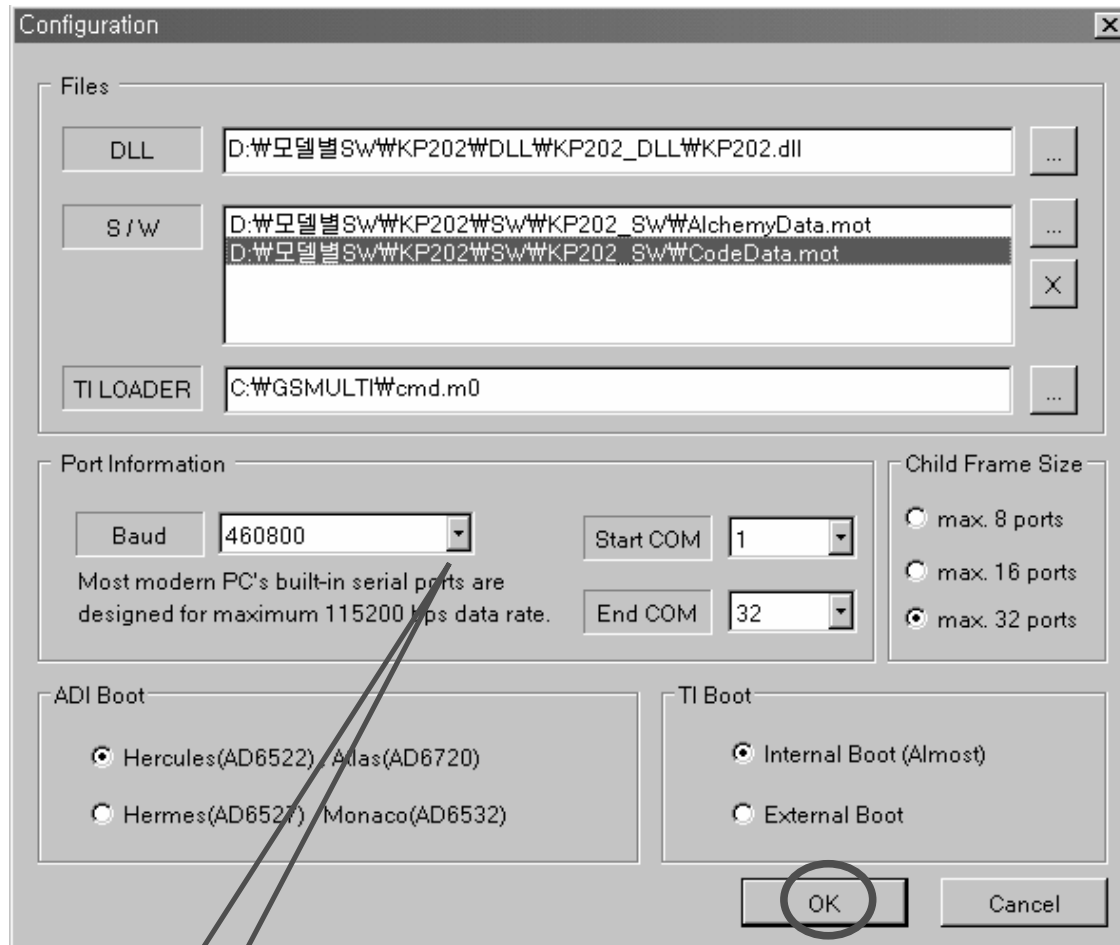 Configuration
Files
DLL
D:₩모델별SW₩KP202₩DLL₩KP202_DLL₩KP202.dll
...
S / W
D:₩모델별SW₩KP202₩SW₩KP202_SW₩AlchemyData.mot
D:₩모델별SW₩KP202₩SW₩KP202_SW₩CodeData.mot
...
X
TI LOADER
C:₩GSMULTI₩cmd.m0
...
Port Information
Baud
460800
Most modern PC's built-in serial ports are
designed for maximum 115200 bps data rate.
Start COM
1
End COM
32
Child Frame Size
max. 8 ports
max. 16 ports
max. 32 ports
ADI Boot
Hercules(AD6522) , Atlas(AD6720)
Hermes(AD6527) , Monaco(AD6532)
TI Boot
Internal Boot (Almost)
External Boot
OK
Cancel